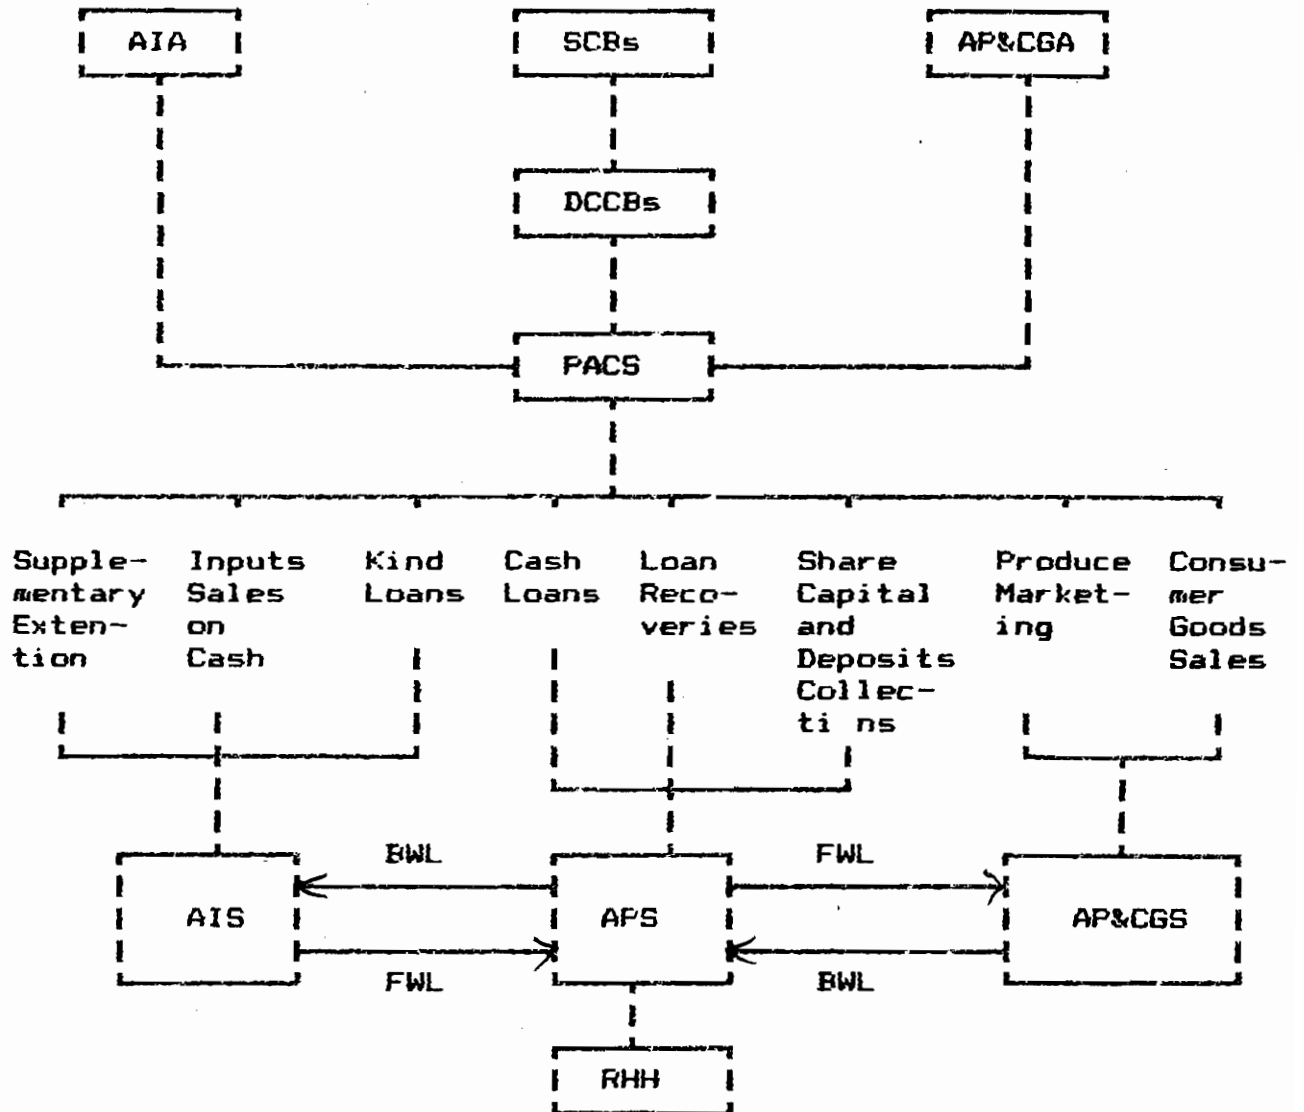 AIA
SCBs
AP&CGA
DCCBs
PACS
Supple-
mentary
Exten-
tion
Inputs
Sales
on
Cash
Kind
Loans
Cash
Loans
Loan
Reco-
veries
Share
Capital
and
Deposits
Collec-
ti ns
Produce
Market-
ing
Consu-
mer
Goods
Sales
BWL
FWL
AIS
APS
AP&CGS
FWL
BWL
RHH